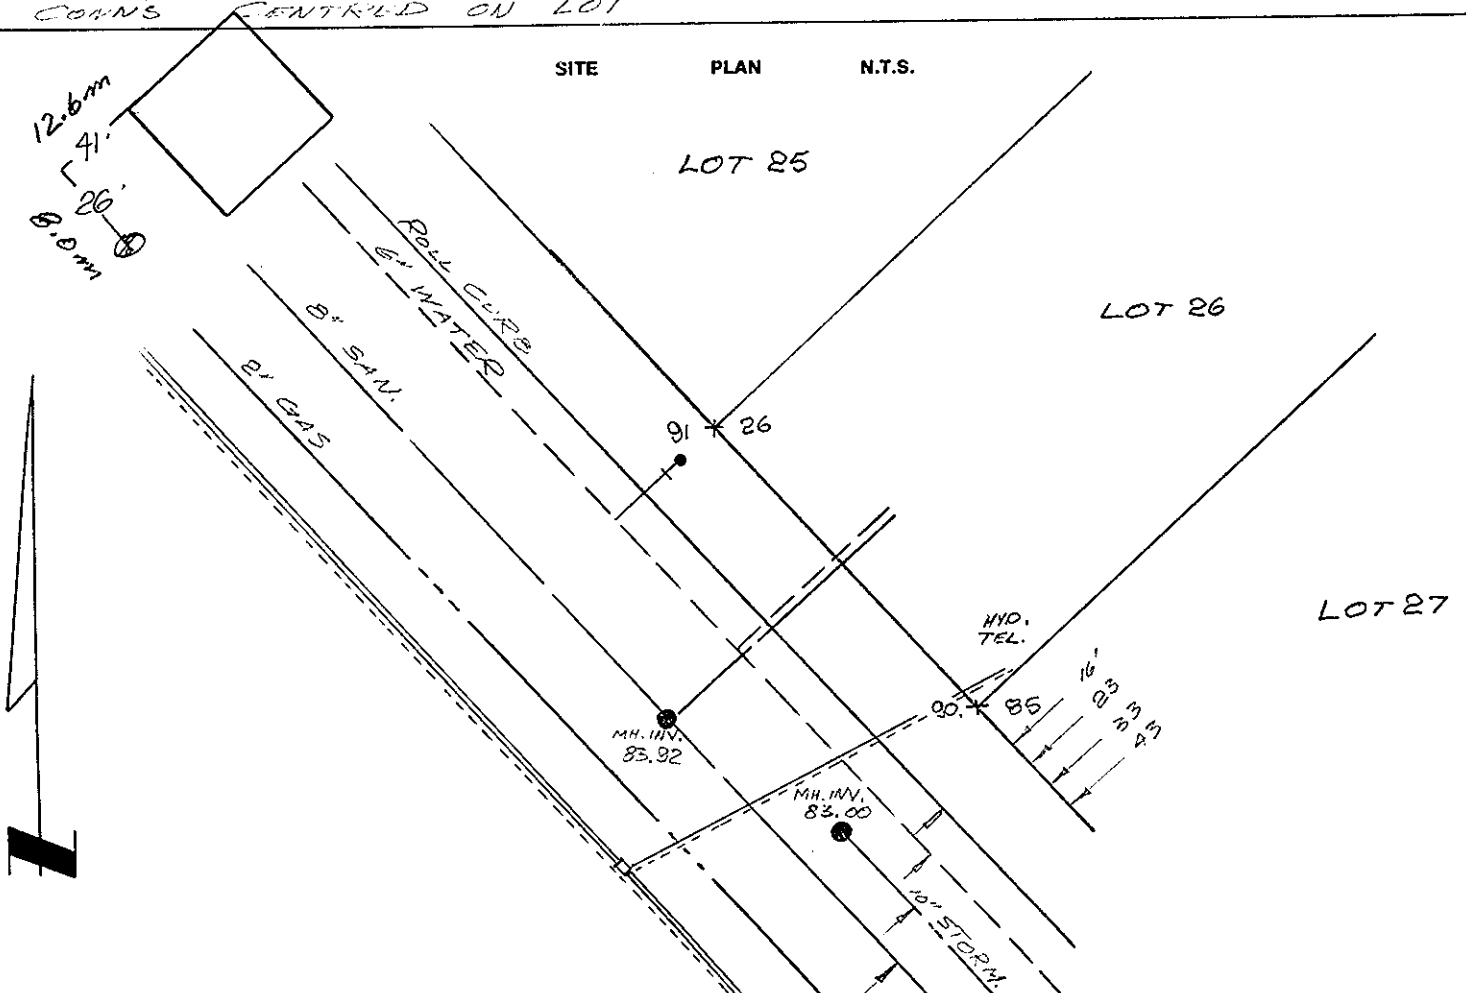 CONNS CENTRED ON LOT
SITE PLAN N.T.S.
12.6m
41'
26'
8.0m
LOT 25
LOT 26
LOT 27
ROLL CURB
6" WATER
8" SAN.
2" GAS
91 26
HYD.
TEL.
90. 85
16'
23
33
43
MH. INV.
83.92
MH. INV.
83.00
10" STORM.